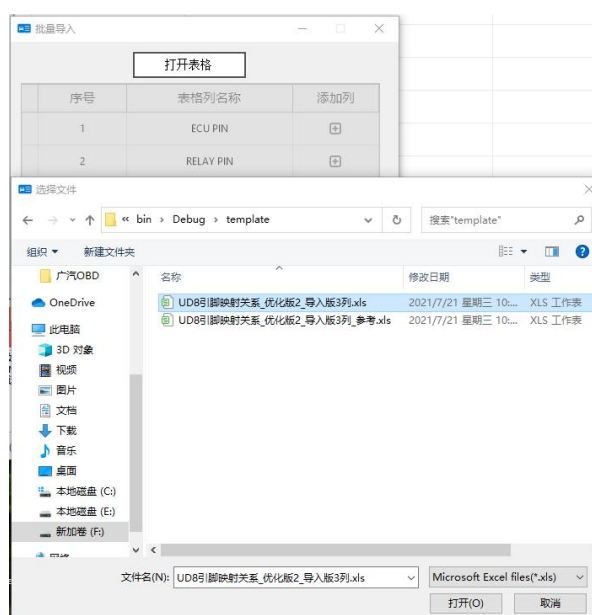 批量导入
打开表格
序号 表格列名称 添加列
1 ECU PIN
2 RELAY PIN
选择文件
« bin › Debug › template
搜索"template"
组织 新建文件夹
广汽OBD
OneDrive
此电脑
3D 对象
视频
图片
文档
下载
音乐
桌面
本地磁盘 (C:)
本地磁盘 (E:)
新加卷 (F:)
名称 修改日期 类型
UD8引脚映射关系_优化版2_导入版3列.xls 2021/7/21 星期三 10:... XLS 工作表
UD8引脚映射关系_优化版2_导入版3列_参考.xls 2021/7/21 星期三 10:... XLS 工作表
文件名(N): UD8引脚映射关系_优化版2_导入版3列.xls Microsoft Excel files(*.xls)
打开(O) 取消